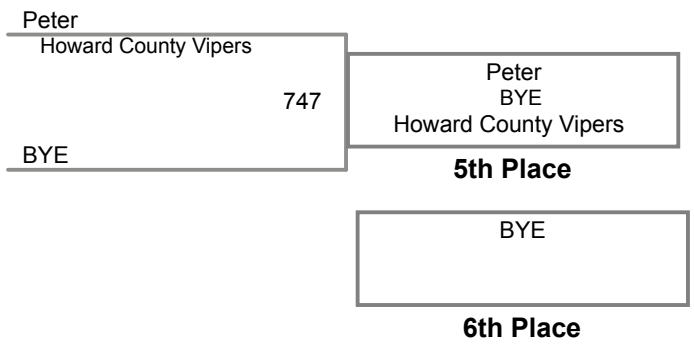 Peter
Howard County Vipers
747
BYE
Peter
BYE
Howard County Vipers
5th Place
BYE
6th Place